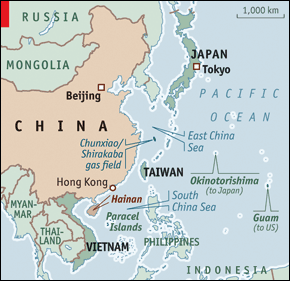 RUSSIA
1,000 km
MONGOLIA
JAPAN
Tokyo
Beijing
PACIFIC
OCEAN
CHINA
Chunxiao/
Shirakaba
gas field
East China
Sea
TAIWAN
Okinotorishima
(to Japan)
Hong Kong
Hainan
South
China Sea
Guam
(to US)
MYAN-
MAR
THAI-
LAND
Paracel
Islands
VIETNAM
PHILIPPINES
INDONESIA